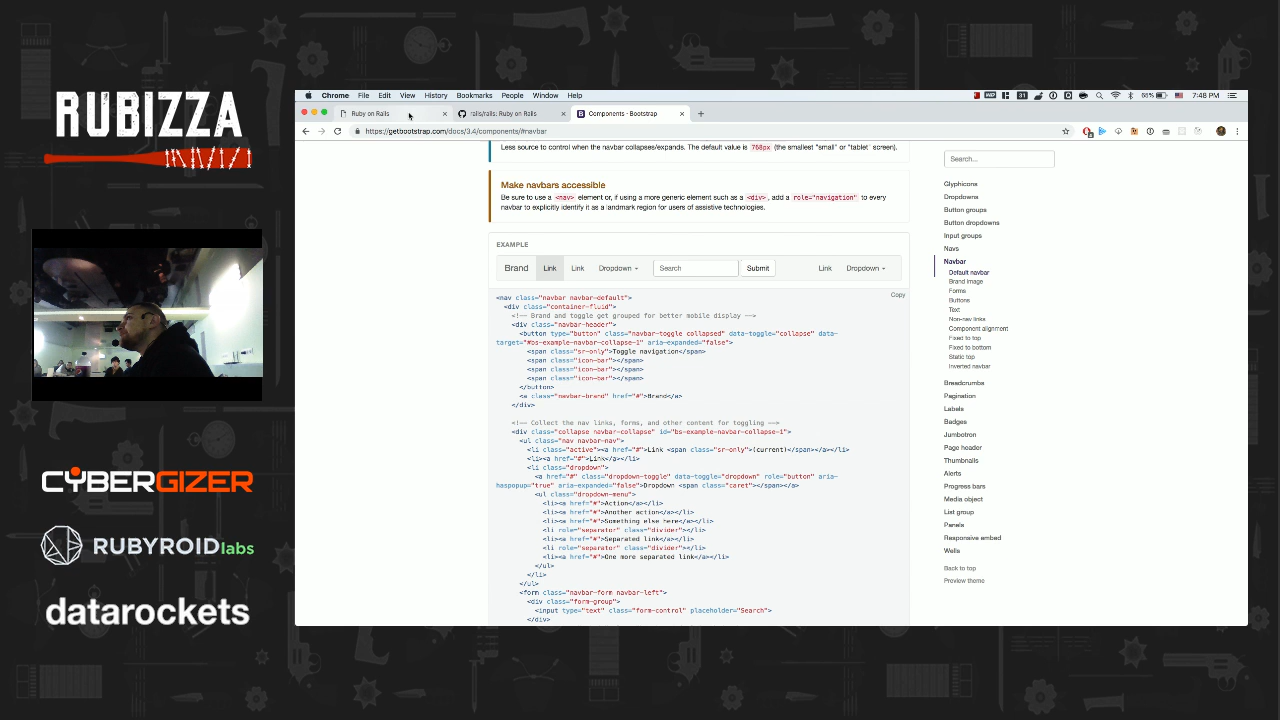 RUBIZZA
CYBERGIZER
RUBYROIDlabs
datarockets
Chrome File Edit View History Bookmarks People Window Help
31 65% 7:48 PM
Ruby on Rails
rails/rails: Ruby on Rails
Components · Bootstrap
https://getbootstrap.com/docs/3.4/components/#navbar
Less source to control when the navbar collapses/expands. The default value is 768px (the smallest "small" or "tablet" screen).
Make navbars accessible
Be sure to use a <nav> element or, if using a more generic element such as a <div>, add a role="navigation" to every
navbar to explicitly identify it as a landmark region for users of assistive technologies.
EXAMPLE
Brand Link Link Dropdown Search Submit Link Dropdown
Copy
<nav class="navbar navbar-default">
<div class="container-fluid">
<!-- Brand and toggle get grouped for better mobile display -->
<div class="navbar-header">
<button type="button" class="navbar-toggle collapsed" data-toggle="collapse" data-
target="#bs-example-navbar-collapse-1" aria-expanded="false">
<span class="sr-only">Toggle navigation</span>
<span class="icon-bar"></span>
<span class="icon-bar"></span>
<span class="icon-bar"></span>
</button>
<a class="navbar-brand" href="#">Brand</a>
</div>
<!-- Collect the nav links, forms, and other content for toggling -->
<div class="collapse navbar-collapse" id="bs-example-navbar-collapse-1">
<ul class="nav navbar-nav">
<li class="active"><a href="#">Link <span class="sr-only">(current)</span></a></li>
<li><a href="#">Link</a></li>
<li class="dropdown">
<a href="#" class="dropdown-toggle" data-toggle="dropdown" role="button" aria-
haspopup="true" aria-expanded="false">Dropdown <span class="caret"></span></a>
<ul class="dropdown-menu">
<li><a href="#">Action</a></li>
<li><a href="#">Another action</a></li>
<li><a href="#">Something else here</a></li>
<li role="separator" class="divider"></li>
<li><a href="#">Separated link</a></li>
<li role="separator" class="divider"></li>
<li><a href="#">One more separated link</a></li>
</ul>
</li>
</ul>
<form class="navbar-form navbar-left">
<div class="form-group">
<input type="text" class="form-control" placeholder="Search">
</div>
Search...
Glyphicons
Dropdowns
Button groups
Button dropdowns
Input groups
Navs
Navbar
Default navbar
Brand image
Forms
Buttons
Text
Non-nav links
Component alignment
Fixed to top
Fixed to bottom
Static top
Inverted navbar
Breadcrumbs
Pagination
Labels
Badges
Jumbotron
Page header
Thumbnails
Alerts
Progress bars
Media object
List group
Panels
Responsive embed
Wells
Back to top
Preview theme